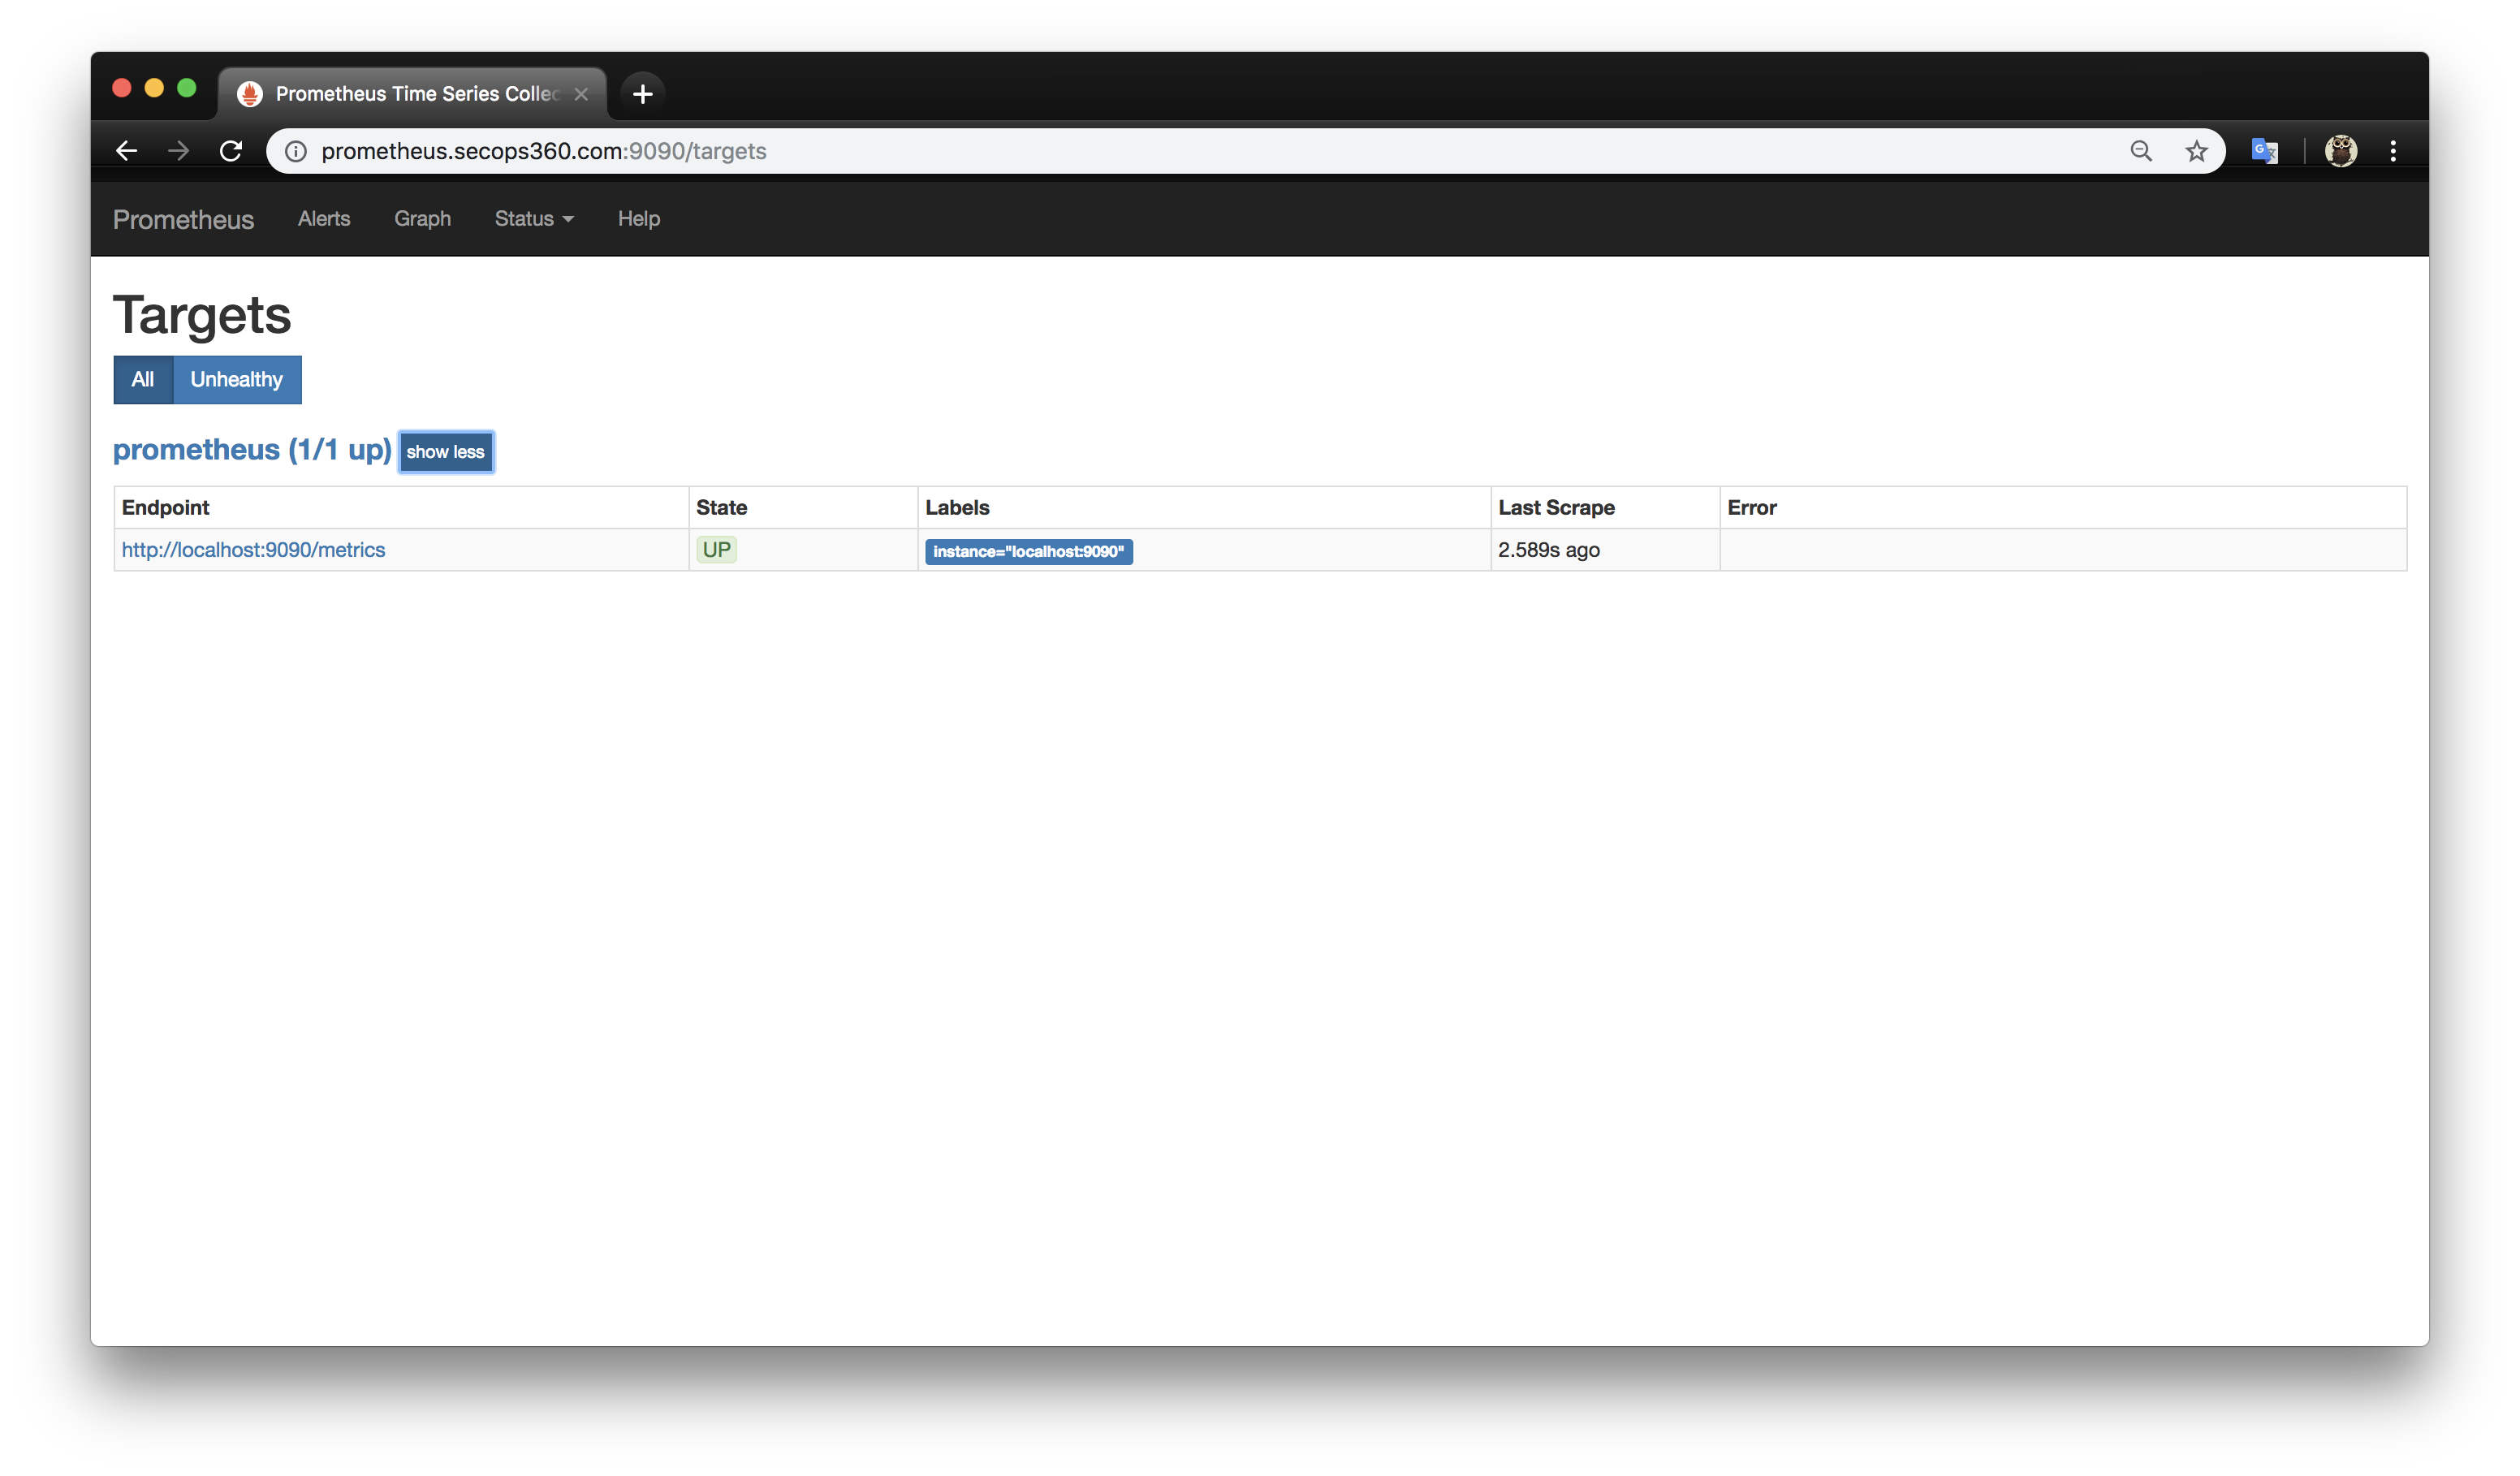 Prometheus Time Series Collec
prometheus.secops360.com:9090/targets
Prometheus Alerts Graph Status Help
Targets
All Unhealthy
prometheus (1/1 up) show less
Endpoint State Labels Last Scrape Error
http://localhost:9090/metrics UP instance="localhost:9090" 2.589s ago